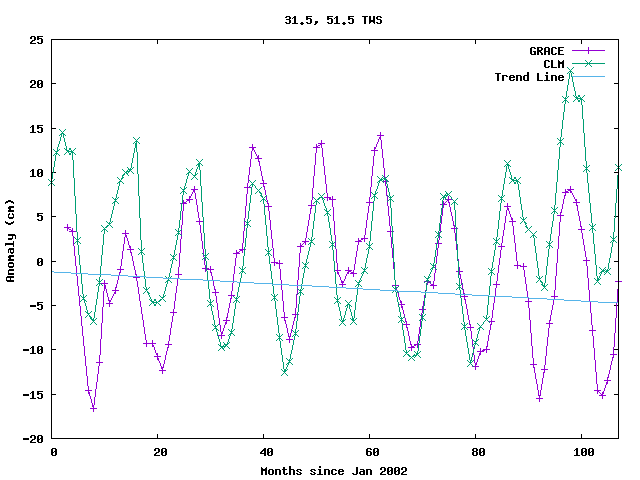 31.5, 51.5 TWS
GRACE
CLM
Trend Line
Anomaly (cm)
25
20
15
10
5
0
-5
-10
-15
-20
0 20 40 60 80 100
Months since Jan 2002